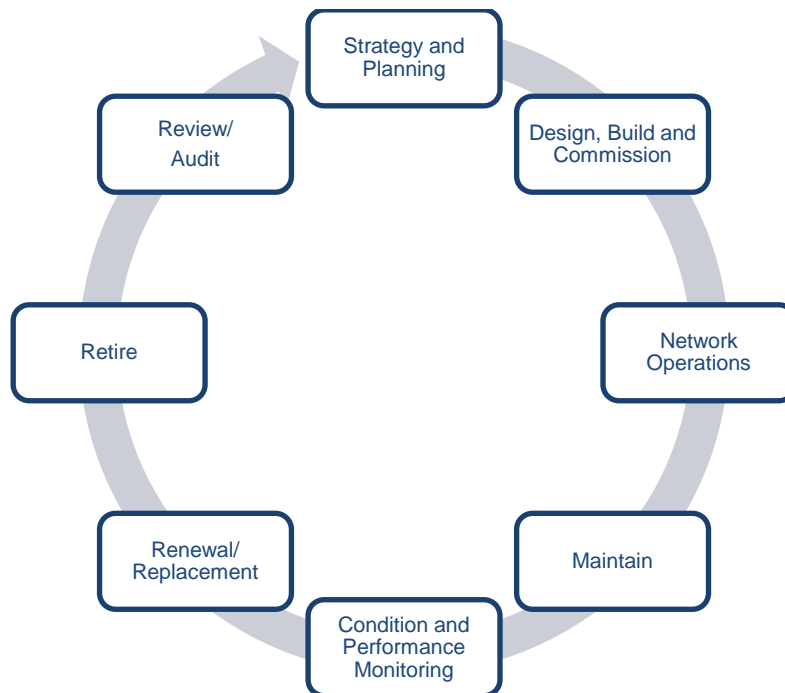 Strategy and
Planning
Design, Build and
Commission
Network
Operations
Maintain
Condition and
Performance
Monitoring
Renewal/
Replacement
Retire
Review/
Audit